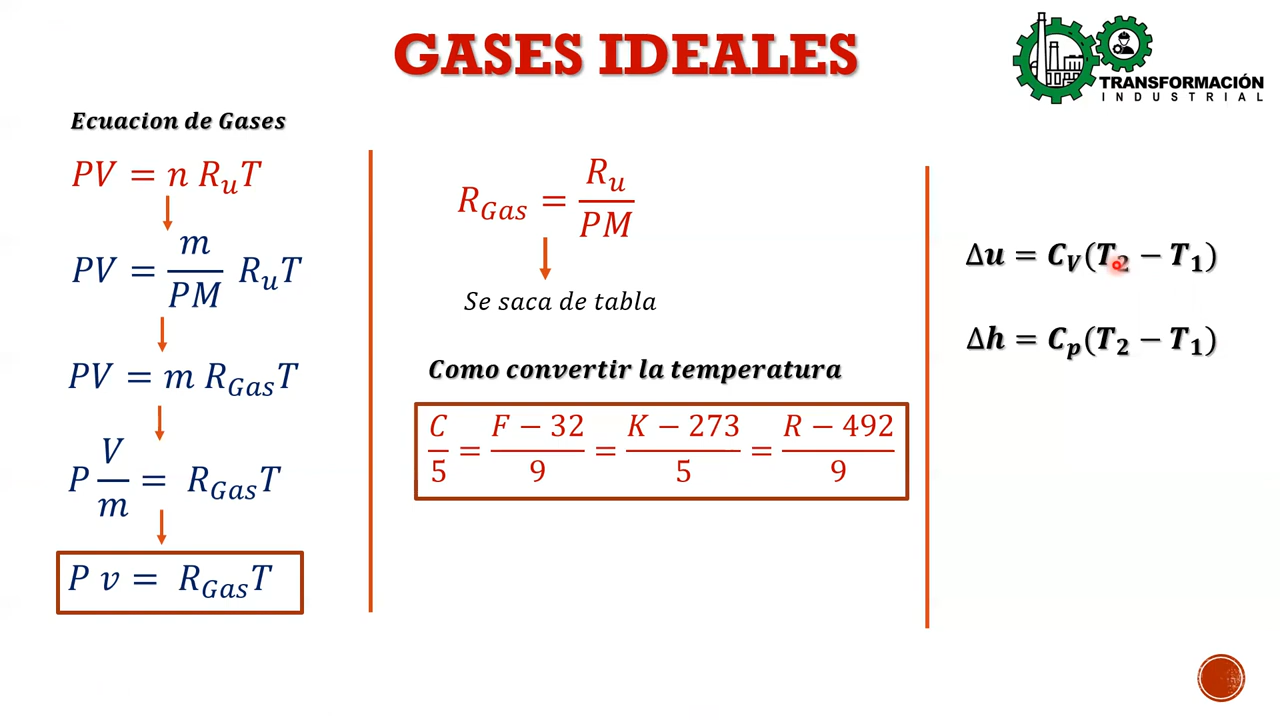 GASES IDEALES
TRANSFORMACIÓN
INDUSTRIAL
Ecuacion de Gases
PV = n R_u T
PV = m/PM R_u T
PV = m R_Gas T
P V/m = R_Gas T
P v = R_Gas T
R_Gas = R_u/PM
Se saca de tabla
Como convertir la temperatura
C/5 = F − 32/9 = K − 273/5 = R − 492/9
Δu = C_V(T_2 − T_1)
Δh = C_p(T_2 − T_1)